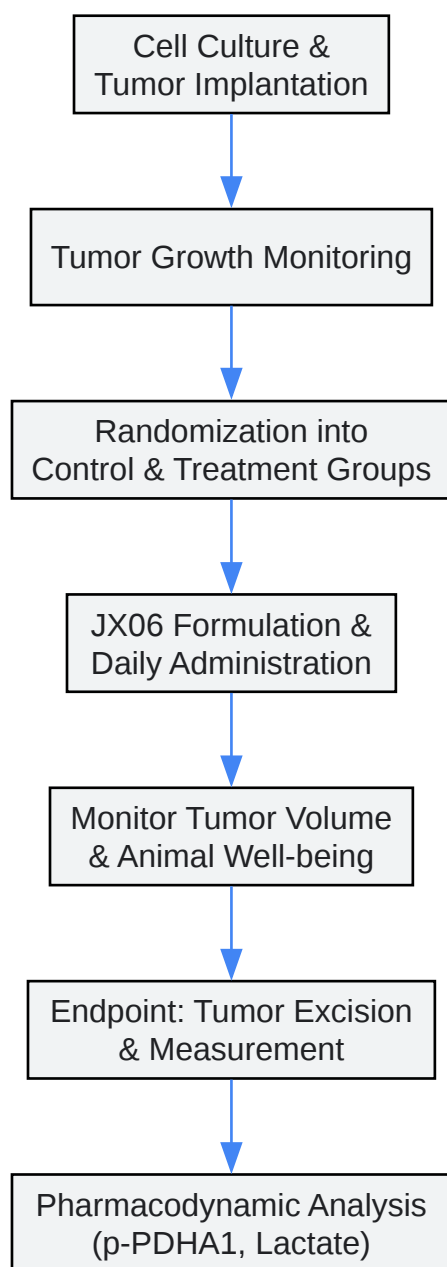 Cell Culture &
Tumor Implantation
Tumor Growth Monitoring
Randomization into
Control & Treatment Groups
JX06 Formulation &
Daily Administration
Monitor Tumor Volume
& Animal Well-being
Endpoint: Tumor Excision
& Measurement
Pharmacodynamic Analysis
(p-PDHA1, Lactate)